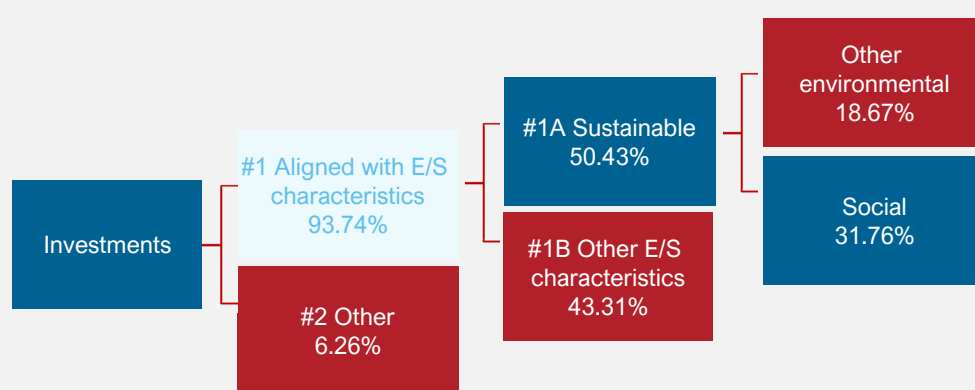 Investments
#1 Aligned with E/S
characteristics
93.74%
#2 Other
6.26%
#1A Sustainable
50.43%
#1B Other E/S
characteristics
43.31%
Other
environmental
18.67%
Social
31.76%